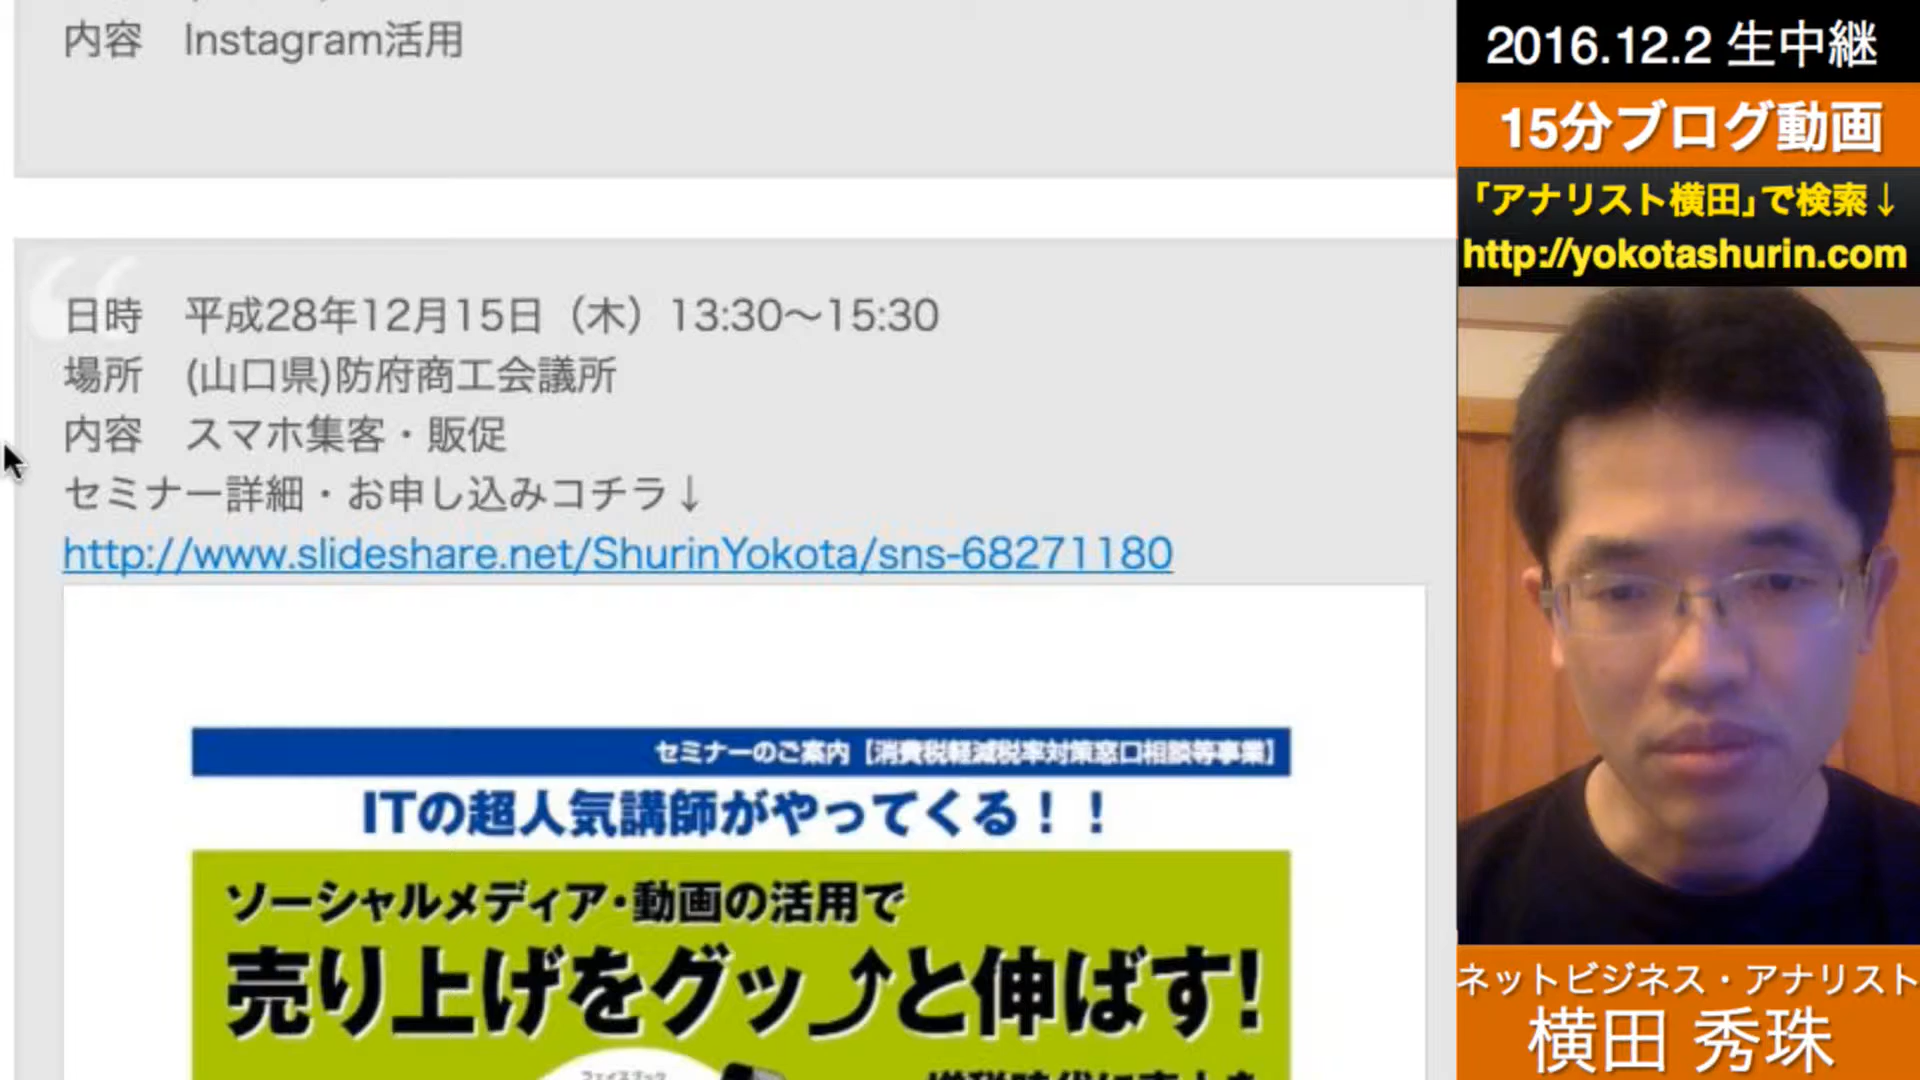 内容　Instagram活用
日時　平成28年12月15日（木）13:30〜15:30
場所　(山口県)防府商工会議所
内容　スマホ集客・販促
セミナー詳細・お申し込みコチラ↓
http://www.slideshare.net/ShurinYokota/sns-68271180
セミナーのご案内【消費税軽減税率対策窓口相談等事業】
ITの超人気講師がやってくる！！
ソーシャルメディア・動画の活用で
売り上げをグッ⤴と伸ばす!
フェイスブック
2016.12.2 生中継
15分ブログ動画
「アナリスト横田」で検索↓
http://yokotashurin.com
ネットビジネス・アナリスト
横田 秀珠